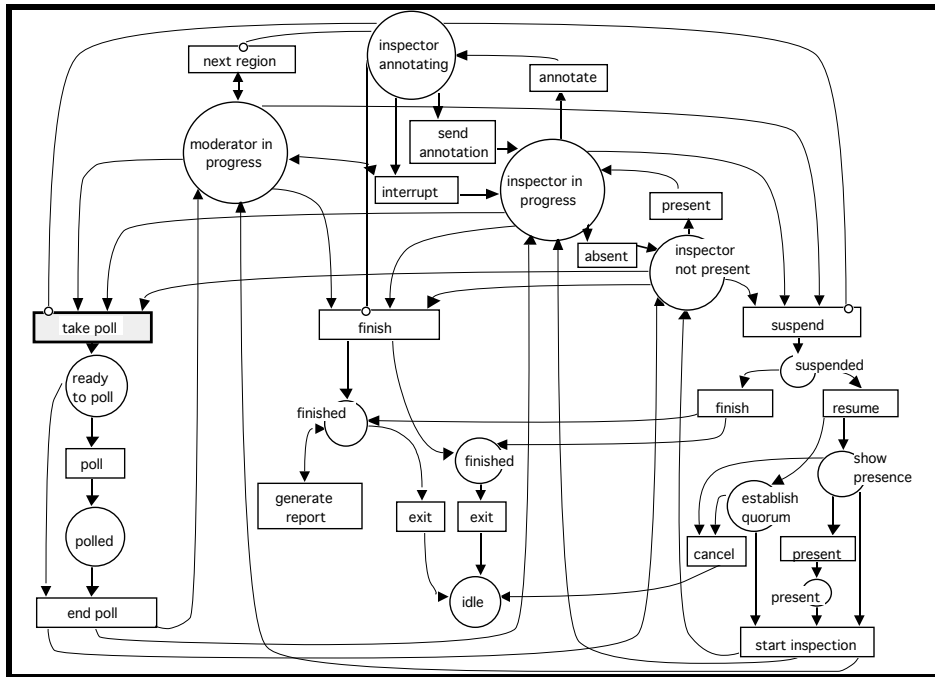 inspector
annotating
next region
annotate
send
annotation
moderator in
progress
interrupt
inspector in
progress
present
absent
inspector
not present
take poll
finish
suspend
ready
to poll
suspended
finish
resume
finished
poll
finished
show
presence
generate
report
exit
exit
establish
quorum
polled
cancel
present
idle
present
end poll
start inspection